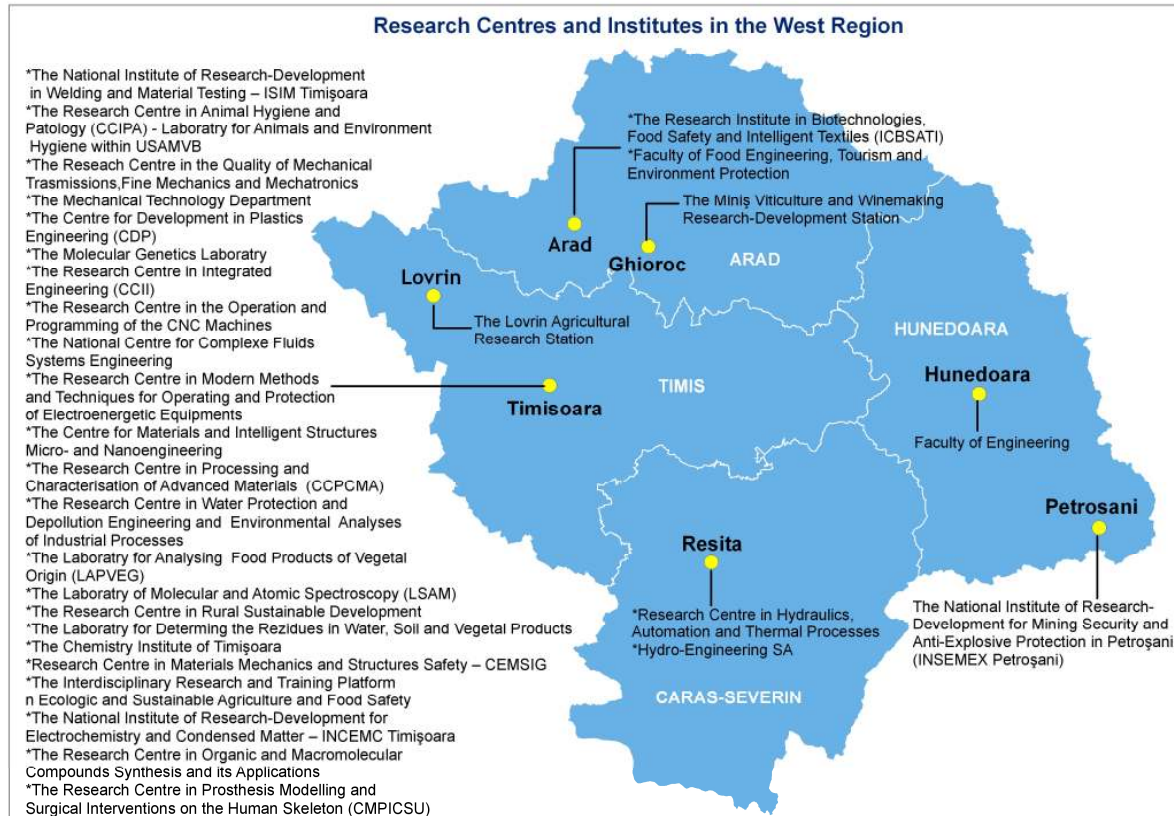 Research Centres and Institutes in the West Region
*The National Institute of Research-Development
in Welding and Material Testing – ISIM Timişoara
*The Research Centre in Animal Hygiene and
Patology (CCIPA) - Laboratry for Animals and Environment
Hygiene within USAMVB
*The Reseach Centre in the Quality of Mechanical
Trasmissions,Fine Mechanics and Mechatronics
*The Mechanical Technology Department
*The Centre for Development in Plastics
Engineering (CDP)
*The Molecular Genetics Laboratry
*The Research Centre in Integrated
Engineering (CCII)
*The Research Centre in the Operation and
Programming of the CNC Machines
*The National Centre for Complexe Fluids
Systems Engineering
*The Research Centre in Modern Methods
and Techniques for Operating and Protection
of Electroenergetic Equipments
*The Centre for Materials and Intelligent Structures
Micro- and Nanoengineering
*The Research Centre in Processing and
Characterisation of Advanced Materials (CCPCMA)
*The Research Centre in Water Protection and
Depollution Engineering and Environmental Analyses
of Industrial Processes
*The Laboratry for Analysing Food Products of Vegetal
Origin (LAPVEG)
*The Laboratry of Molecular and Atomic Spectroscopy (LSAM)
*The Research Centre in Rural Sustainable Development
*The Laboratry for Determing the Rezidues in Water, Soil and Vegetal Products
*The Chemistry Institute of Timişoara
*Research Centre in Materials Mechanics and Structures Safety – CEMSIG
*The Interdisciplinary Research and Training Platform
n Ecologic and Sustainable Agriculture and Food Safety
*The National Institute of Research-Development for
Electrochemistry and Condensed Matter – INCEMC Timişoara
*The Research Centre in Organic and Macromolecular
Compounds Synthesis and its Applications
*The Research Centre in Prosthesis Modelling and
Surgical Interventions on the Human Skeleton (CMPICSU)
*The Research Institute in Biotechnologies,
Food Safety and Intelligent Textiles (ICBSATI)
*Faculty of Food Engineering, Tourism and
Environment Protection
The Miniş Viticulture and Winemaking
Research-Development Station
Arad
Ghioroc
ARAD
Lovrin
The Lovrin Agricultural
Research Station
HUNEDOARA
TIMIS
Timisoara
Hunedoara
Faculty of Engineering
Petrosani
The National Institute of Research-
Development for Mining Security and
Anti-Explosive Protection in Petroşani
(INSEMEX Petroşani)
Resita
*Research Centre in Hydraulics,
Automation and Thermal Processes
*Hydro-Engineering SA
CARAS-SEVERIN